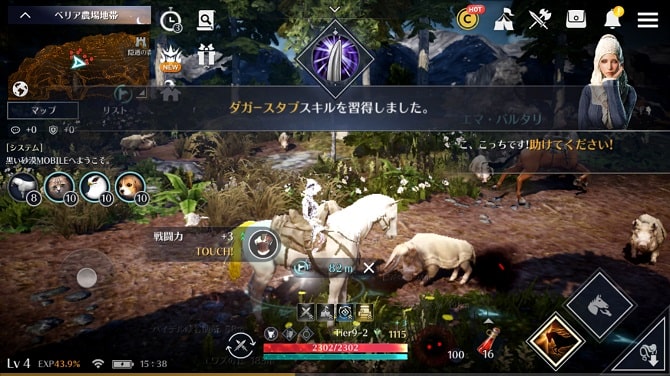 ベリア農場地帯
3
HOT
C
NEW
マップ
リスト
+0
+0
ダガースタブスキルを習得しました。
エマ・バルタリ
こ、こっちです!助けてください!
[システム]
黒い砂漠MOBILEへようこそ。
8
10
10
10
戦闘力 +3
TOUCH!
82 m
Tier9-2
1115
2302/2302
100
16
Lv 4
EXP43.9%
15:38